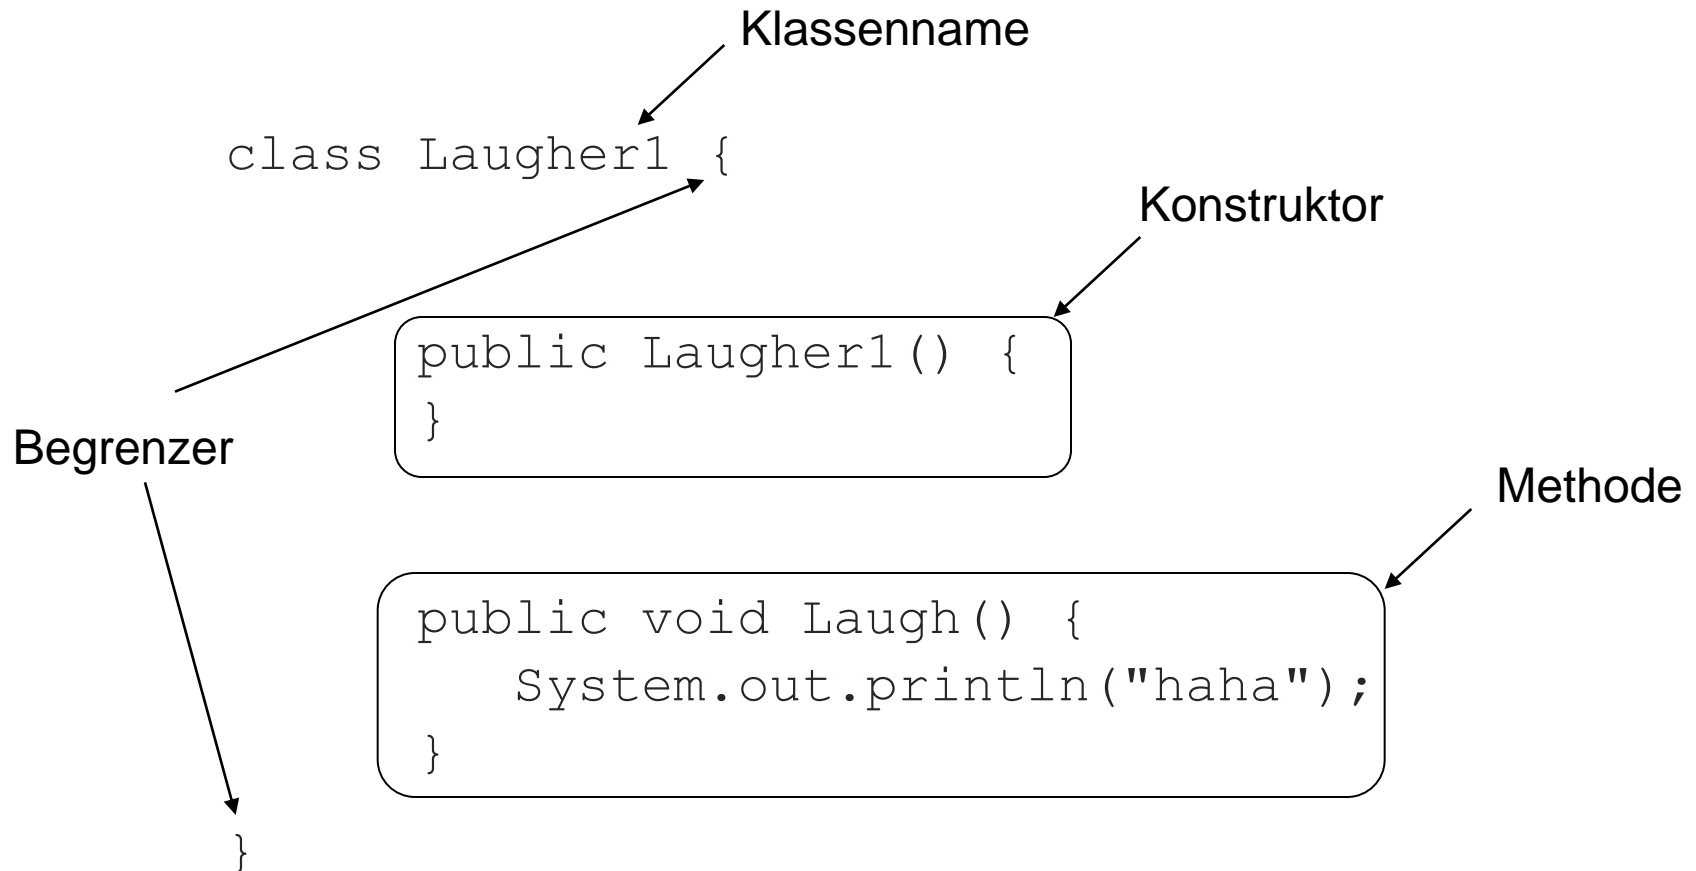 Klassenname
class Laugher1 {
Konstruktor
public Laugher1() {
}
Begrenzer
Methode
public void Laugh() {
System.out.println("haha");
}
}